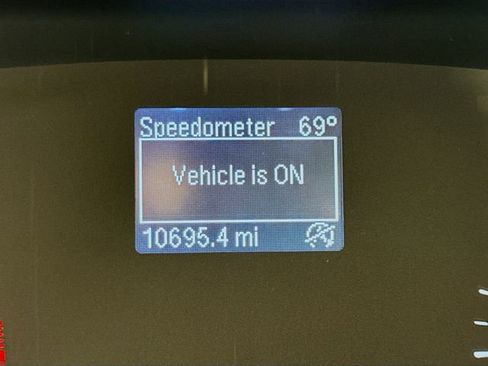 Speedometer 69°
Vehicle is ON
10695.4 mi